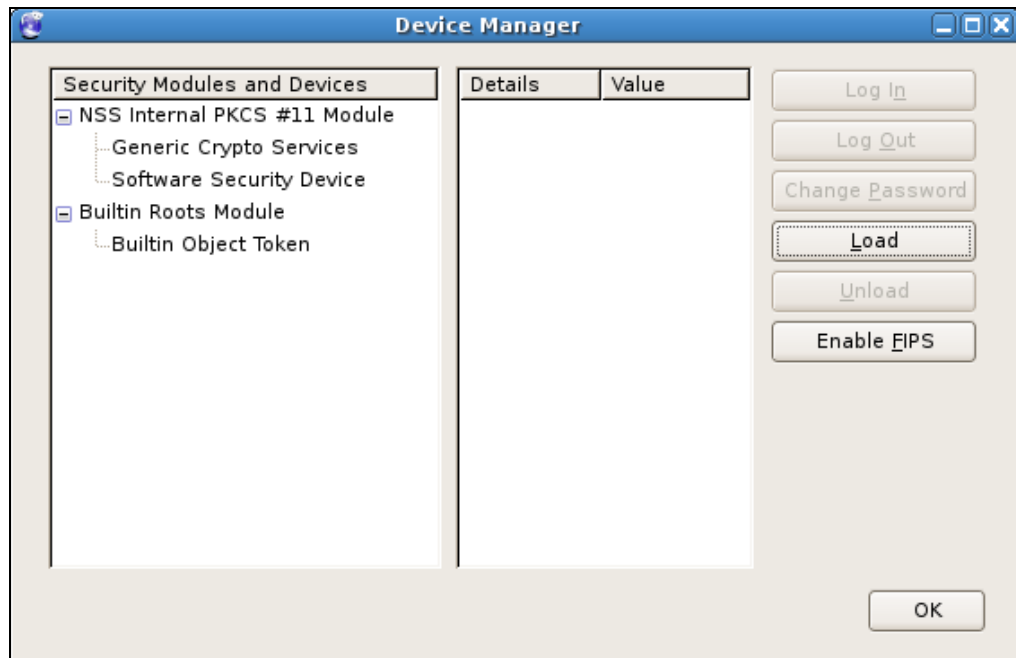 Device Manager
Security Modules and Devices
NSS Internal PKCS #11 Module
Generic Crypto Services
Software Security Device
Builtin Roots Module
Builtin Object Token
Details Value
Log In
Log Out
Change Password
Load
Unload
Enable FIPS
OK